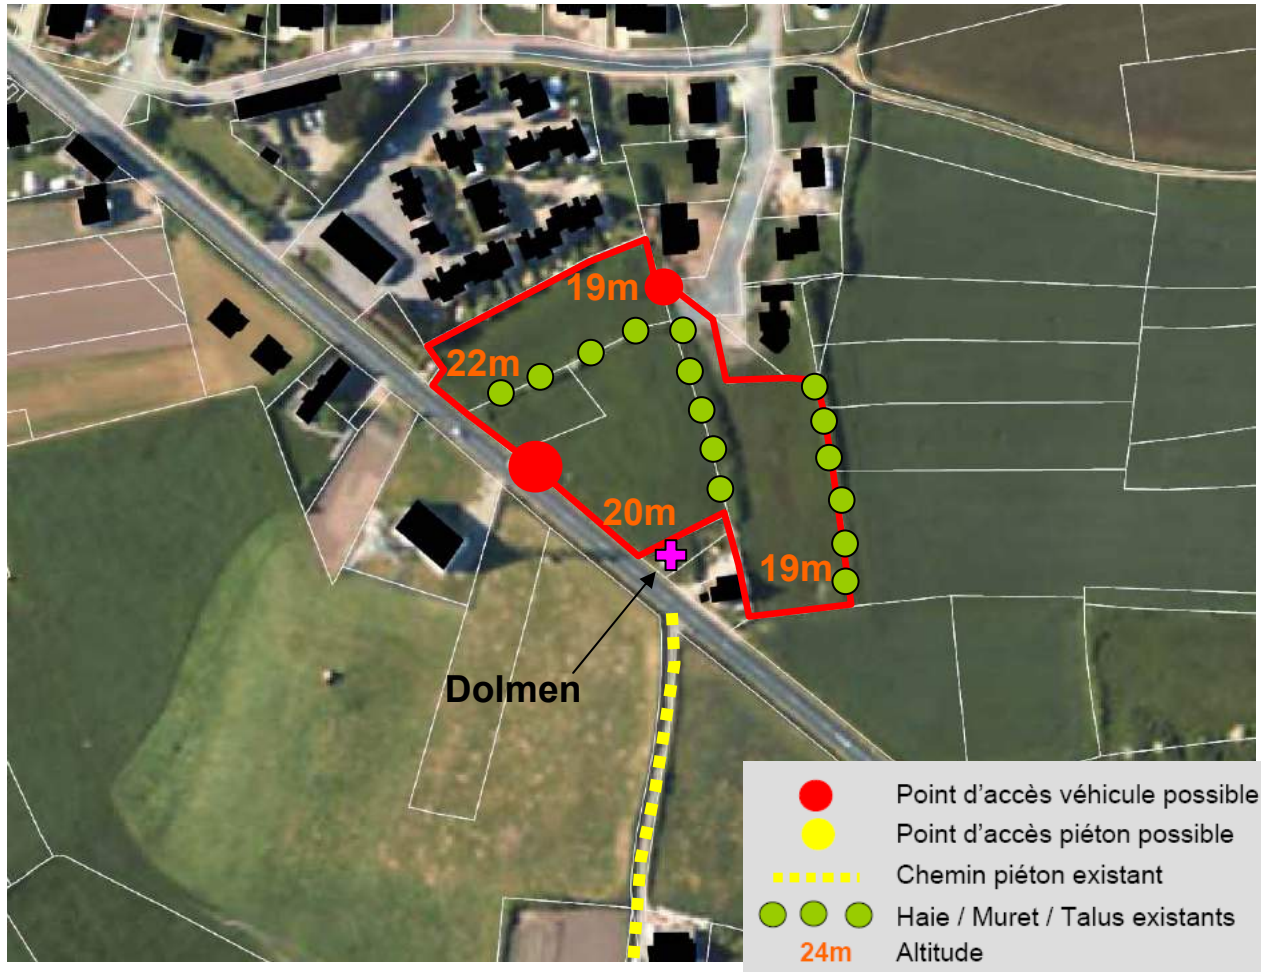 19m
22m
20m
19m
Dolmen
Point d’accès véhicule possible
Point d’accès piéton possible
Chemin piéton existant
Haie / Muret / Talus existants
24m Altitude